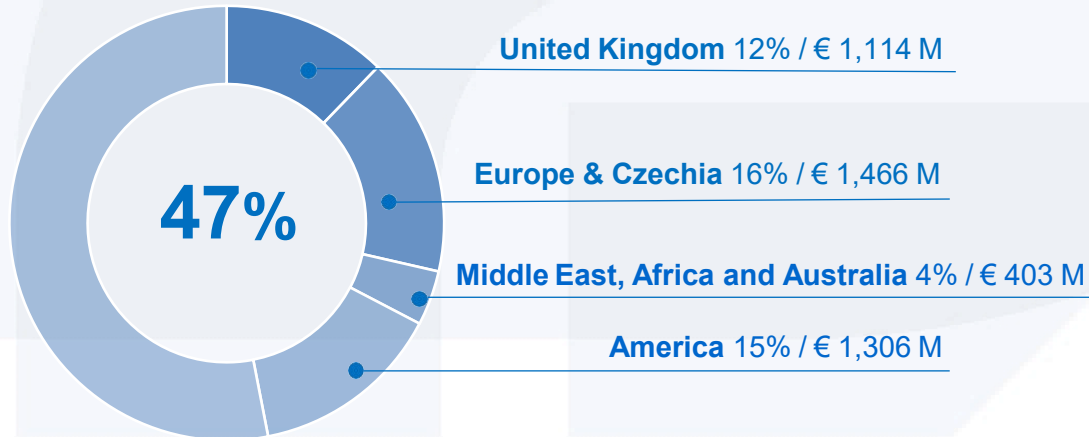 United Kingdom 12% / € 1,114 M
Europe & Czechia 16% / € 1,466 M
47%
Middle East, Africa and Australia 4% / € 403 M
America 15% / € 1,306 M